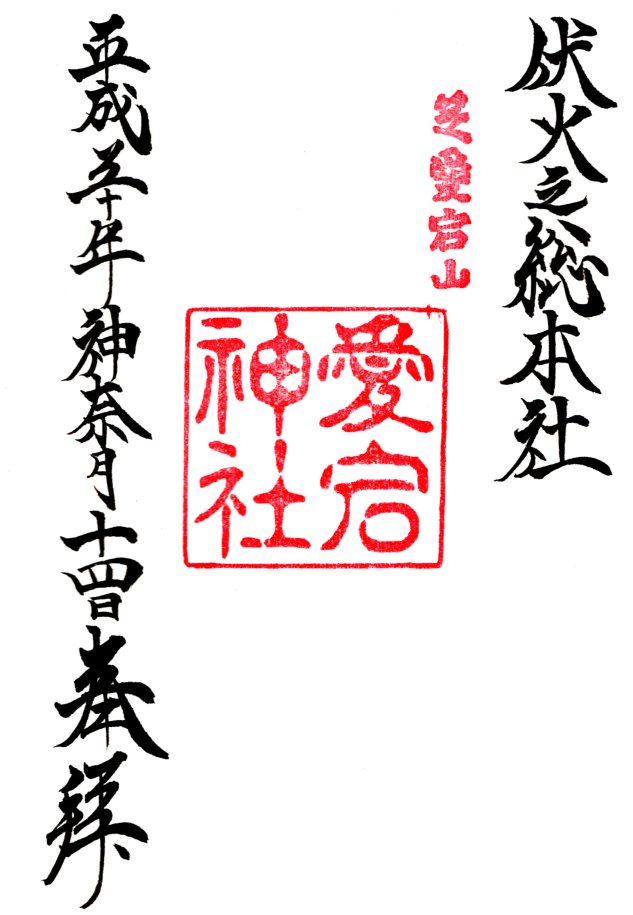 伏火之総本社
芝愛宕山
愛宕
神社
平成三十年神奈月十四日奉拝